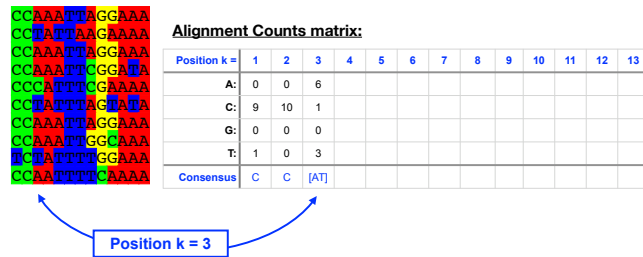 CCAAATTAGGAAA
CCTATTAAGAAAA
CCAAATTAGGAAA
CCAAATTCGGATA
CCCATTTCGAAAA
CCTATTTAGTATA
CCAAATTAGGAAA
CCAAATTGGCAAA
TCTATTTTGGAAA
CCAATTTTCAAAA
Alignment Counts matrix:
Position k = 1 2 3 4 5 6 7 8 9 10 11 12 13
A: 0 0 6
C: 9 10 1
G: 0 0 0
T: 1 0 3
Consensus C C [AT]
Position k = 3